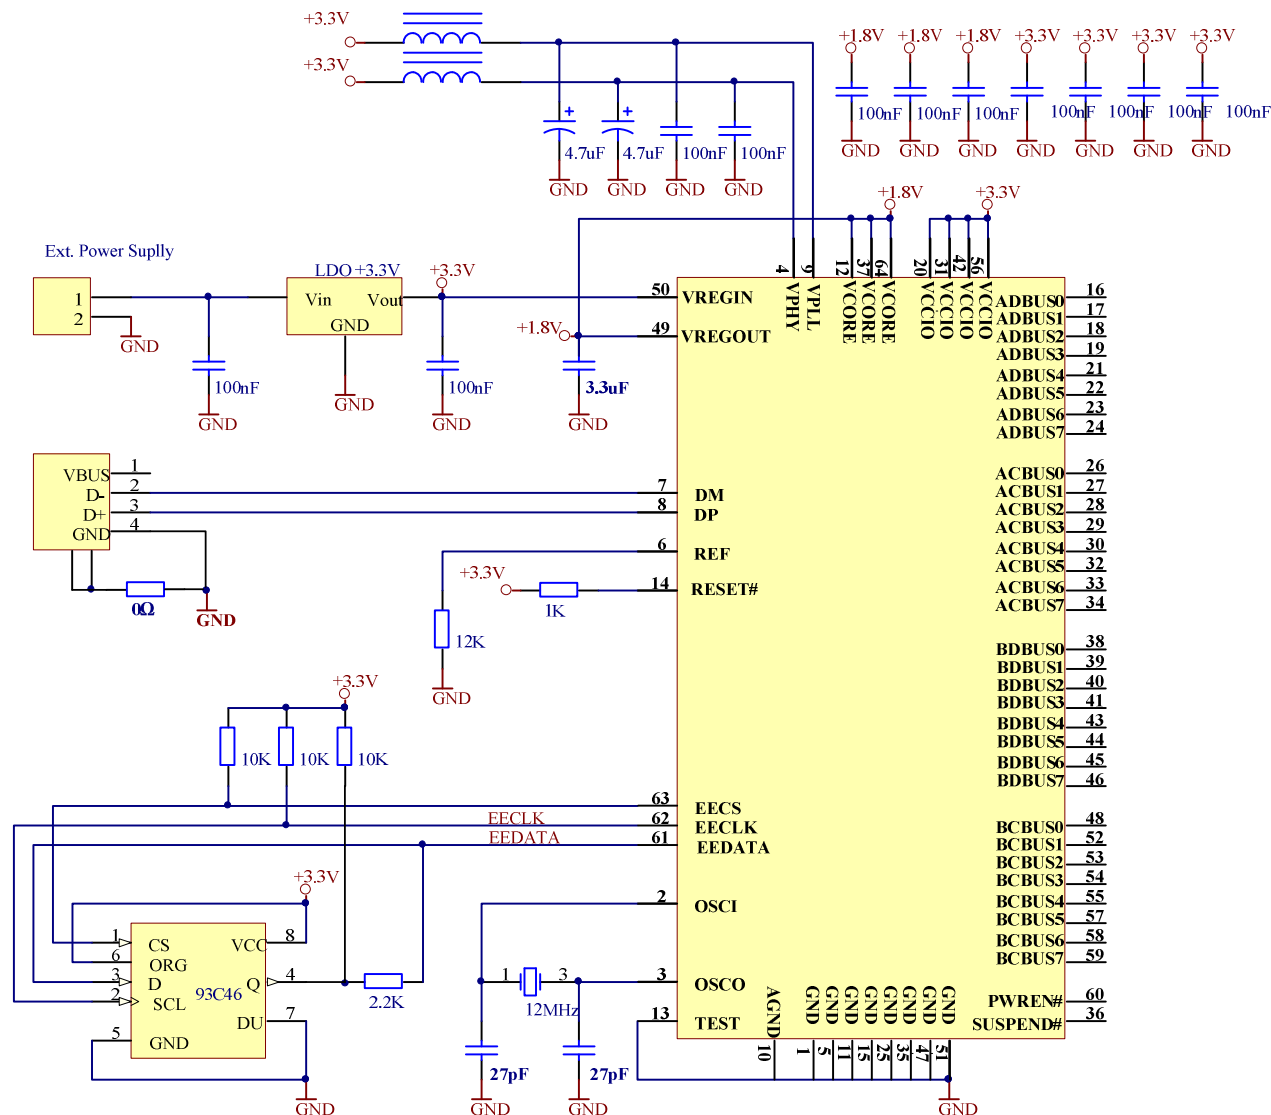 +3.3V
+3.3V
4.7uF
4.7uF
100nF
100nF
GND
GND
GND
GND
+1.8V
+1.8V
+1.8V
+3.3V
+3.3V
+3.3V
+3.3V
100nF
100nF
100nF
100nF
100nF
100nF
100nF
GND
GND
GND
GND
GND
GND
GND
+1.8V
+3.3V
Ext. Power Suplly
1
2
GND
100nF
GND
LDO +3.3V
Vin
Vout
GND
GND
+3.3V
100nF
GND
+1.8V
3.3uF
GND
50
VREGIN
49
VREGOUT
4
VPHY
9
VPLL
12
VCORE
37
VCORE
64
VCORE
20
VCCIO
31
VCCIO
42
VCCIO
56
VCCIO
ADBUS0
16
ADBUS1
17
ADBUS2
18
ADBUS3
19
ADBUS4
21
ADBUS5
22
ADBUS6
23
ADBUS7
24
ACBUS0
26
ACBUS1
27
ACBUS2
28
ACBUS3
29
ACBUS4
30
ACBUS5
32
ACBUS6
33
ACBUS7
34
BDBUS0
38
BDBUS1
39
BDBUS2
40
BDBUS3
41
BDBUS4
43
BDBUS5
44
BDBUS6
45
BDBUS7
46
BCBUS0
48
BCBUS1
52
BCBUS2
53
BCBUS3
54
BCBUS4
55
BCBUS5
57
BCBUS6
58
BCBUS7
59
PWREN#
60
SUSPEND#
36
VBUS
1
D-
2
D+
3
GND
4
0Ω
GND
7
DM
8
DP
6
REF
14
RESET#
+3.3V
1K
12K
GND
+3.3V
10K
10K
10K
63
EECS
EECLK
62
EECLK
EEDATA
61
EEDATA
2
OSCI
3
OSCO
13
TEST
+3.3V
1
CS
6
ORG
3
D
2
SCL
5
GND
93C46
VCC
8
Q
4
DU
7
2.2K
GND
1
3
12MHz
27pF
27pF
GND
GND
AGND
10
GND
1
GND
5
GND
11
GND
15
GND
25
GND
35
GND
47
GND
51
GND